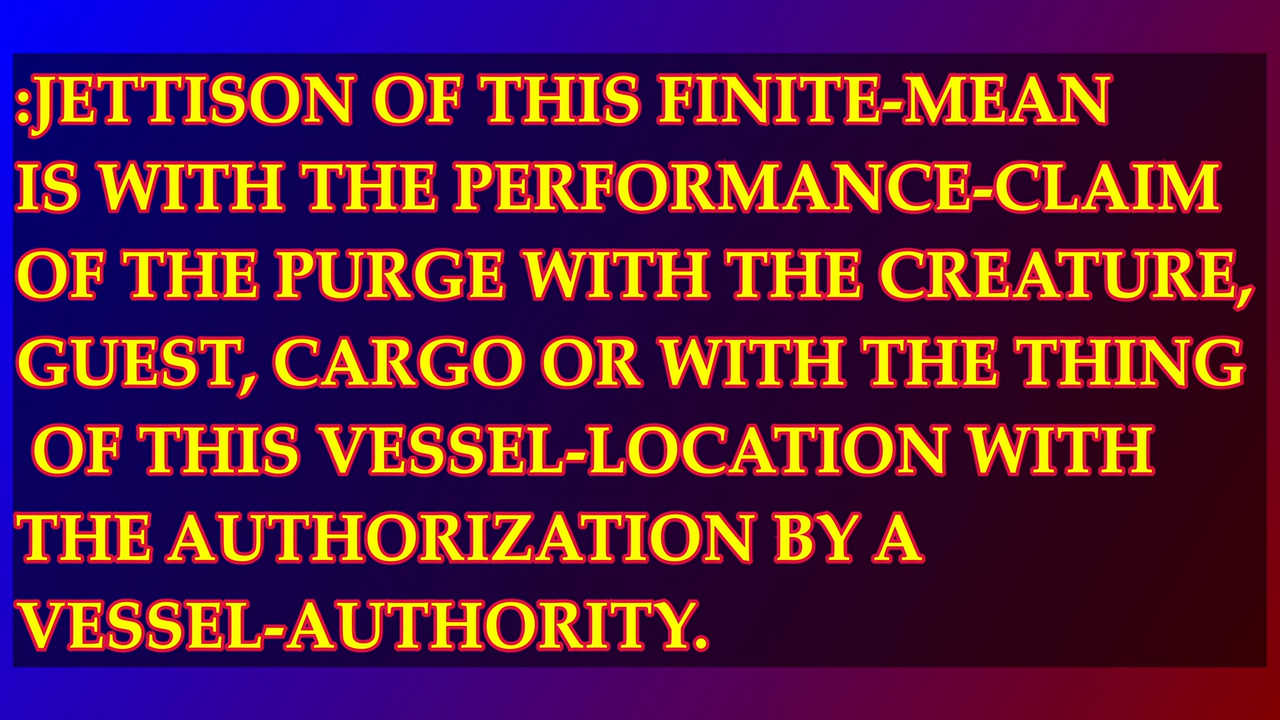 :JETTISON OF THIS FINITE-MEAN
IS WITH THE PERFORMANCE-CLAIM
OF THE PURGE WITH THE CREATURE,
GUEST, CARGO OR WITH THE THING
OF THIS VESSEL-LOCATION WITH
THE AUTHORIZATION BY A
VESSEL-AUTHORITY.